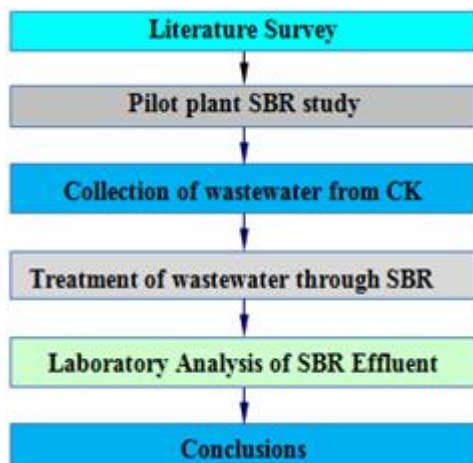 Literature Survey
Pilot plant SBR study
Collection of wastewater from CK
Treatment of wastewater through SBR
Laboratory Analysis of SBR Effluent
Conclusions